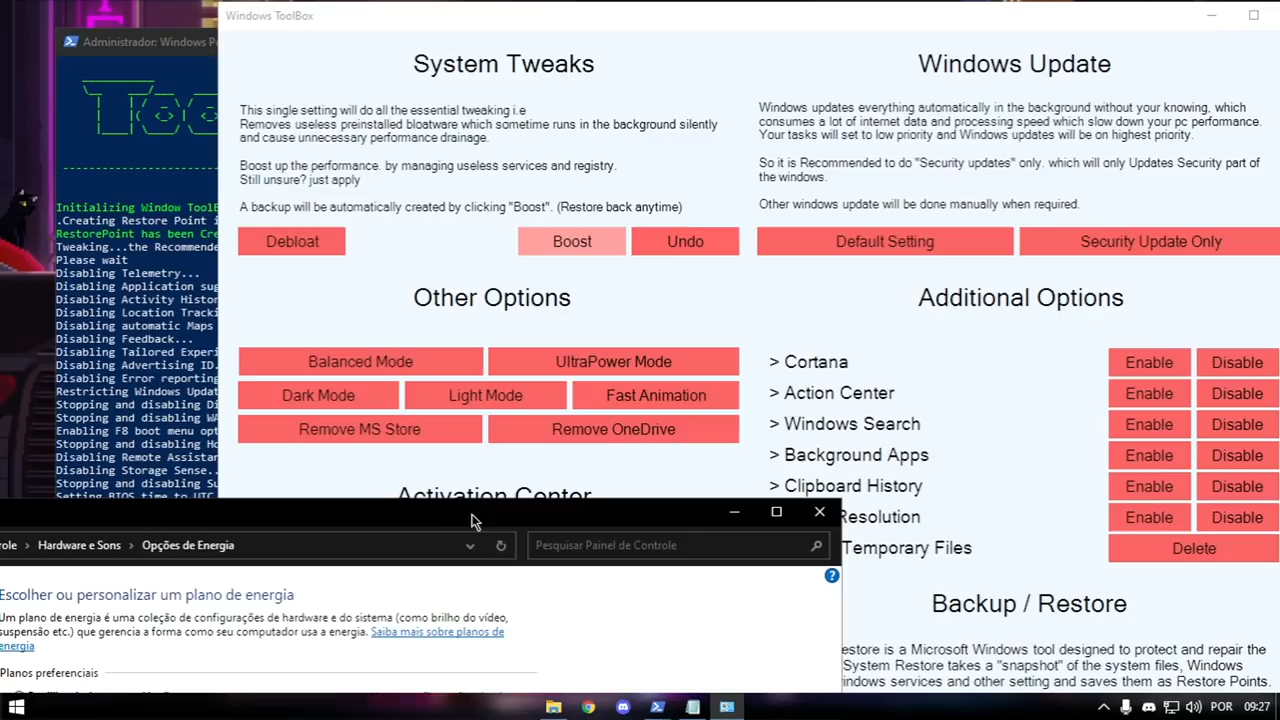 Windows ToolBox
Administrador: Windows P
Initializing Window ToolB
.Creating Restore Point i
RestorePoint has been Cre
Tweaking...the Recommende
Please wait
Disabling Telemetry...
Disabling Application sug
Disabling Activity Histor
Disabling Location Tracki
Disabling automatic Maps
Disabling Feedback...
Disabling Tailored Experi
Disabling Advertising ID.
Disabling Error reporting
Restricting Windows Updat
Stopping and disabling Di
Stopping and disabling WA
Enabling F8 boot menu opt
Stopping and disabling Ho
Disabling Remote Assistan
Disabling Storage Sense..
Stopping and disabling Su
Setting BIOS time to UTC
System Tweaks
This single setting will do all the essential tweaking i.e
Removes useless preinstalled bloatware which sometime runs in the background silently
and cause unnecessary performance drainage.
Boost up the performance. by managing useless services and registry.
Still unsure? just apply
A backup will be automatically created by clicking "Boost". (Restore back anytime)
Debloat
Boost
Undo
Other Options
Balanced Mode
UltraPower Mode
Dark Mode
Light Mode
Fast Animation
Remove MS Store
Remove OneDrive
Activation Center
Windows Update
Windows updates everything automatically in the background without your knowing, which
consumes a lot of internet data and processing speed which slow down your pc performance.
Your tasks will set to low priority and Windows updates will be on highest priority.
So it is Recommended to do "Security updates" only. which will only Updates Security part of
the windows.
Other windows update will be done manually when required.
Default Setting
Security Update Only
Additional Options
> Cortana
Enable
Disable
> Action Center
Enable
Disable
> Windows Search
Enable
Disable
> Background Apps
Enable
Disable
> Clipboard History
Enable
Disable
Resolution
Enable
Disable
Temporary Files
Delete
Backup / Restore
estore is a Microsoft Windows tool designed to protect and repair the
System Restore takes a "snapshot" of the system files, Windows
indows services and other setting and saves them as Restore Points.
role > Hardware e Sons > Opções de Energia
Pesquisar Painel de Controle
Escolher ou personalizar um plano de energia
Um plano de energia é uma coleção de configurações de hardware e do sistema (como brilho do vídeo,
suspensão etc.) que gerencia a forma como seu computador usa a energia. Saiba mais sobre planos de
energia
Planos preferenciais
POR
09:27